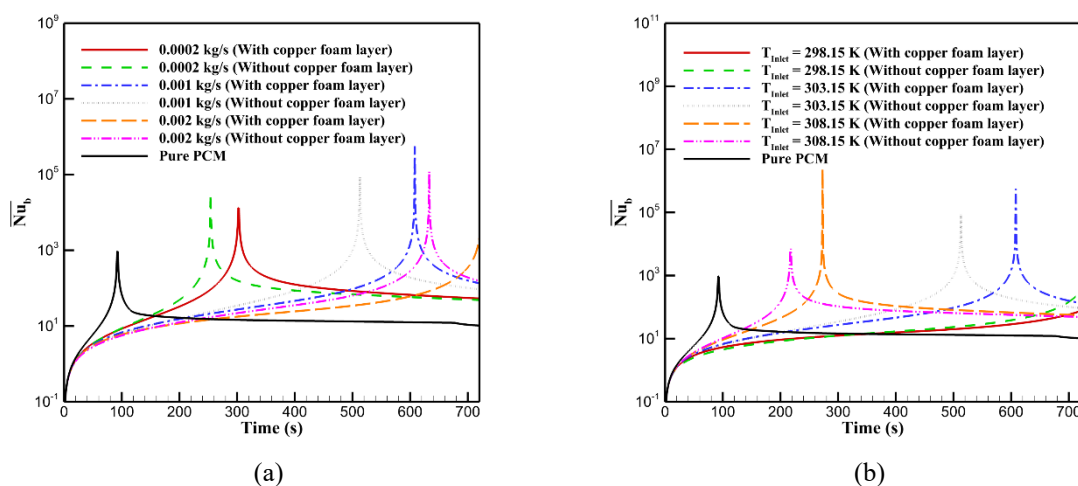 (a)
10^9
10^7
10^5
10^3
10^1
10^-1
Nu_b
0.0002 kg/s (With copper foam layer)
0.0002 kg/s (Without copper foam layer)
0.001 kg/s (With copper foam layer)
0.001 kg/s (Without copper foam layer)
0.002 kg/s (With copper foam layer)
0.002 kg/s (Without copper foam layer)
Pure PCM
0 100 200 300 400 500 600 700
Time (s)
(a)
(b)
10^11
10^9
10^7
10^5
10^3
10^1
10^-1
Nu_b
T_Inlet = 298.15 K (With copper foam layer)
T_Inlet = 298.15 K (Without copper foam layer)
T_Inlet = 303.15 K (With copper foam layer)
T_Inlet = 303.15 K (Without copper foam layer)
T_Inlet = 308.15 K (With copper foam layer)
T_Inlet = 308.15 K (Without copper foam layer)
Pure PCM
0 100 200 300 400 500 600 700
Time (s)
(b)